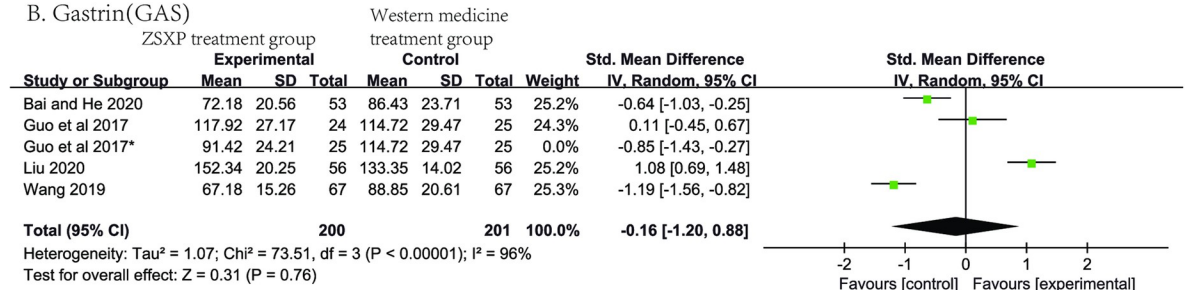 B. Gastrin(GAS)
Western medicine
ZSXP treatment group treatment group
Experimental Control Std. Mean Difference Std. Mean Difference
Study or Subgroup Mean SD Total Mean SD Total Weight IV, Random, 95% CI IV, Random, 95% CI
Bai and He 2020 72.18 20.56 53 86.43 23.71 53 25.2% -0.64 [-1.03, -0.25]
Guo et al 2017 117.92 27.17 24 114.72 29.47 25 24.3% 0.11 [-0.45, 0.67]
Guo et al 2017* 91.42 24.21 25 114.72 29.47 25 0.0% -0.85 [-1.43, -0.27]
Liu 2020 152.34 20.25 56 133.35 14.02 56 25.2% 1.08 [0.69, 1.48]
Wang 2019 67.18 15.26 67 88.85 20.61 67 25.3% -1.19 [-1.56, -0.82]
Total (95% CI) 200 201 100.0% -0.16 [-1.20, 0.88]
Heterogeneity: Tau² = 1.07; Chi² = 73.51, df = 3 (P < 0.00001); I² = 96%
Test for overall effect: Z = 0.31 (P = 0.76)
-2 -1 0 1 2
Favours [control] Favours [experimental]